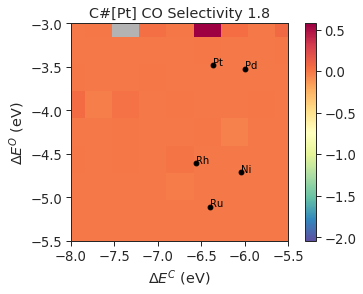 C#[Pt] CO Selectivity 1.8
−3.0
−3.5
−4.0
−4.5
−5.0
−5.5
ΔE^O (eV)
Pt
Pd
Rh
Ni
Ru
−8.0 −7.5 −7.0 −6.5 −6.0 −5.5
ΔE^C (eV)
0.5
0.0
−0.5
−1.0
−1.5
−2.0